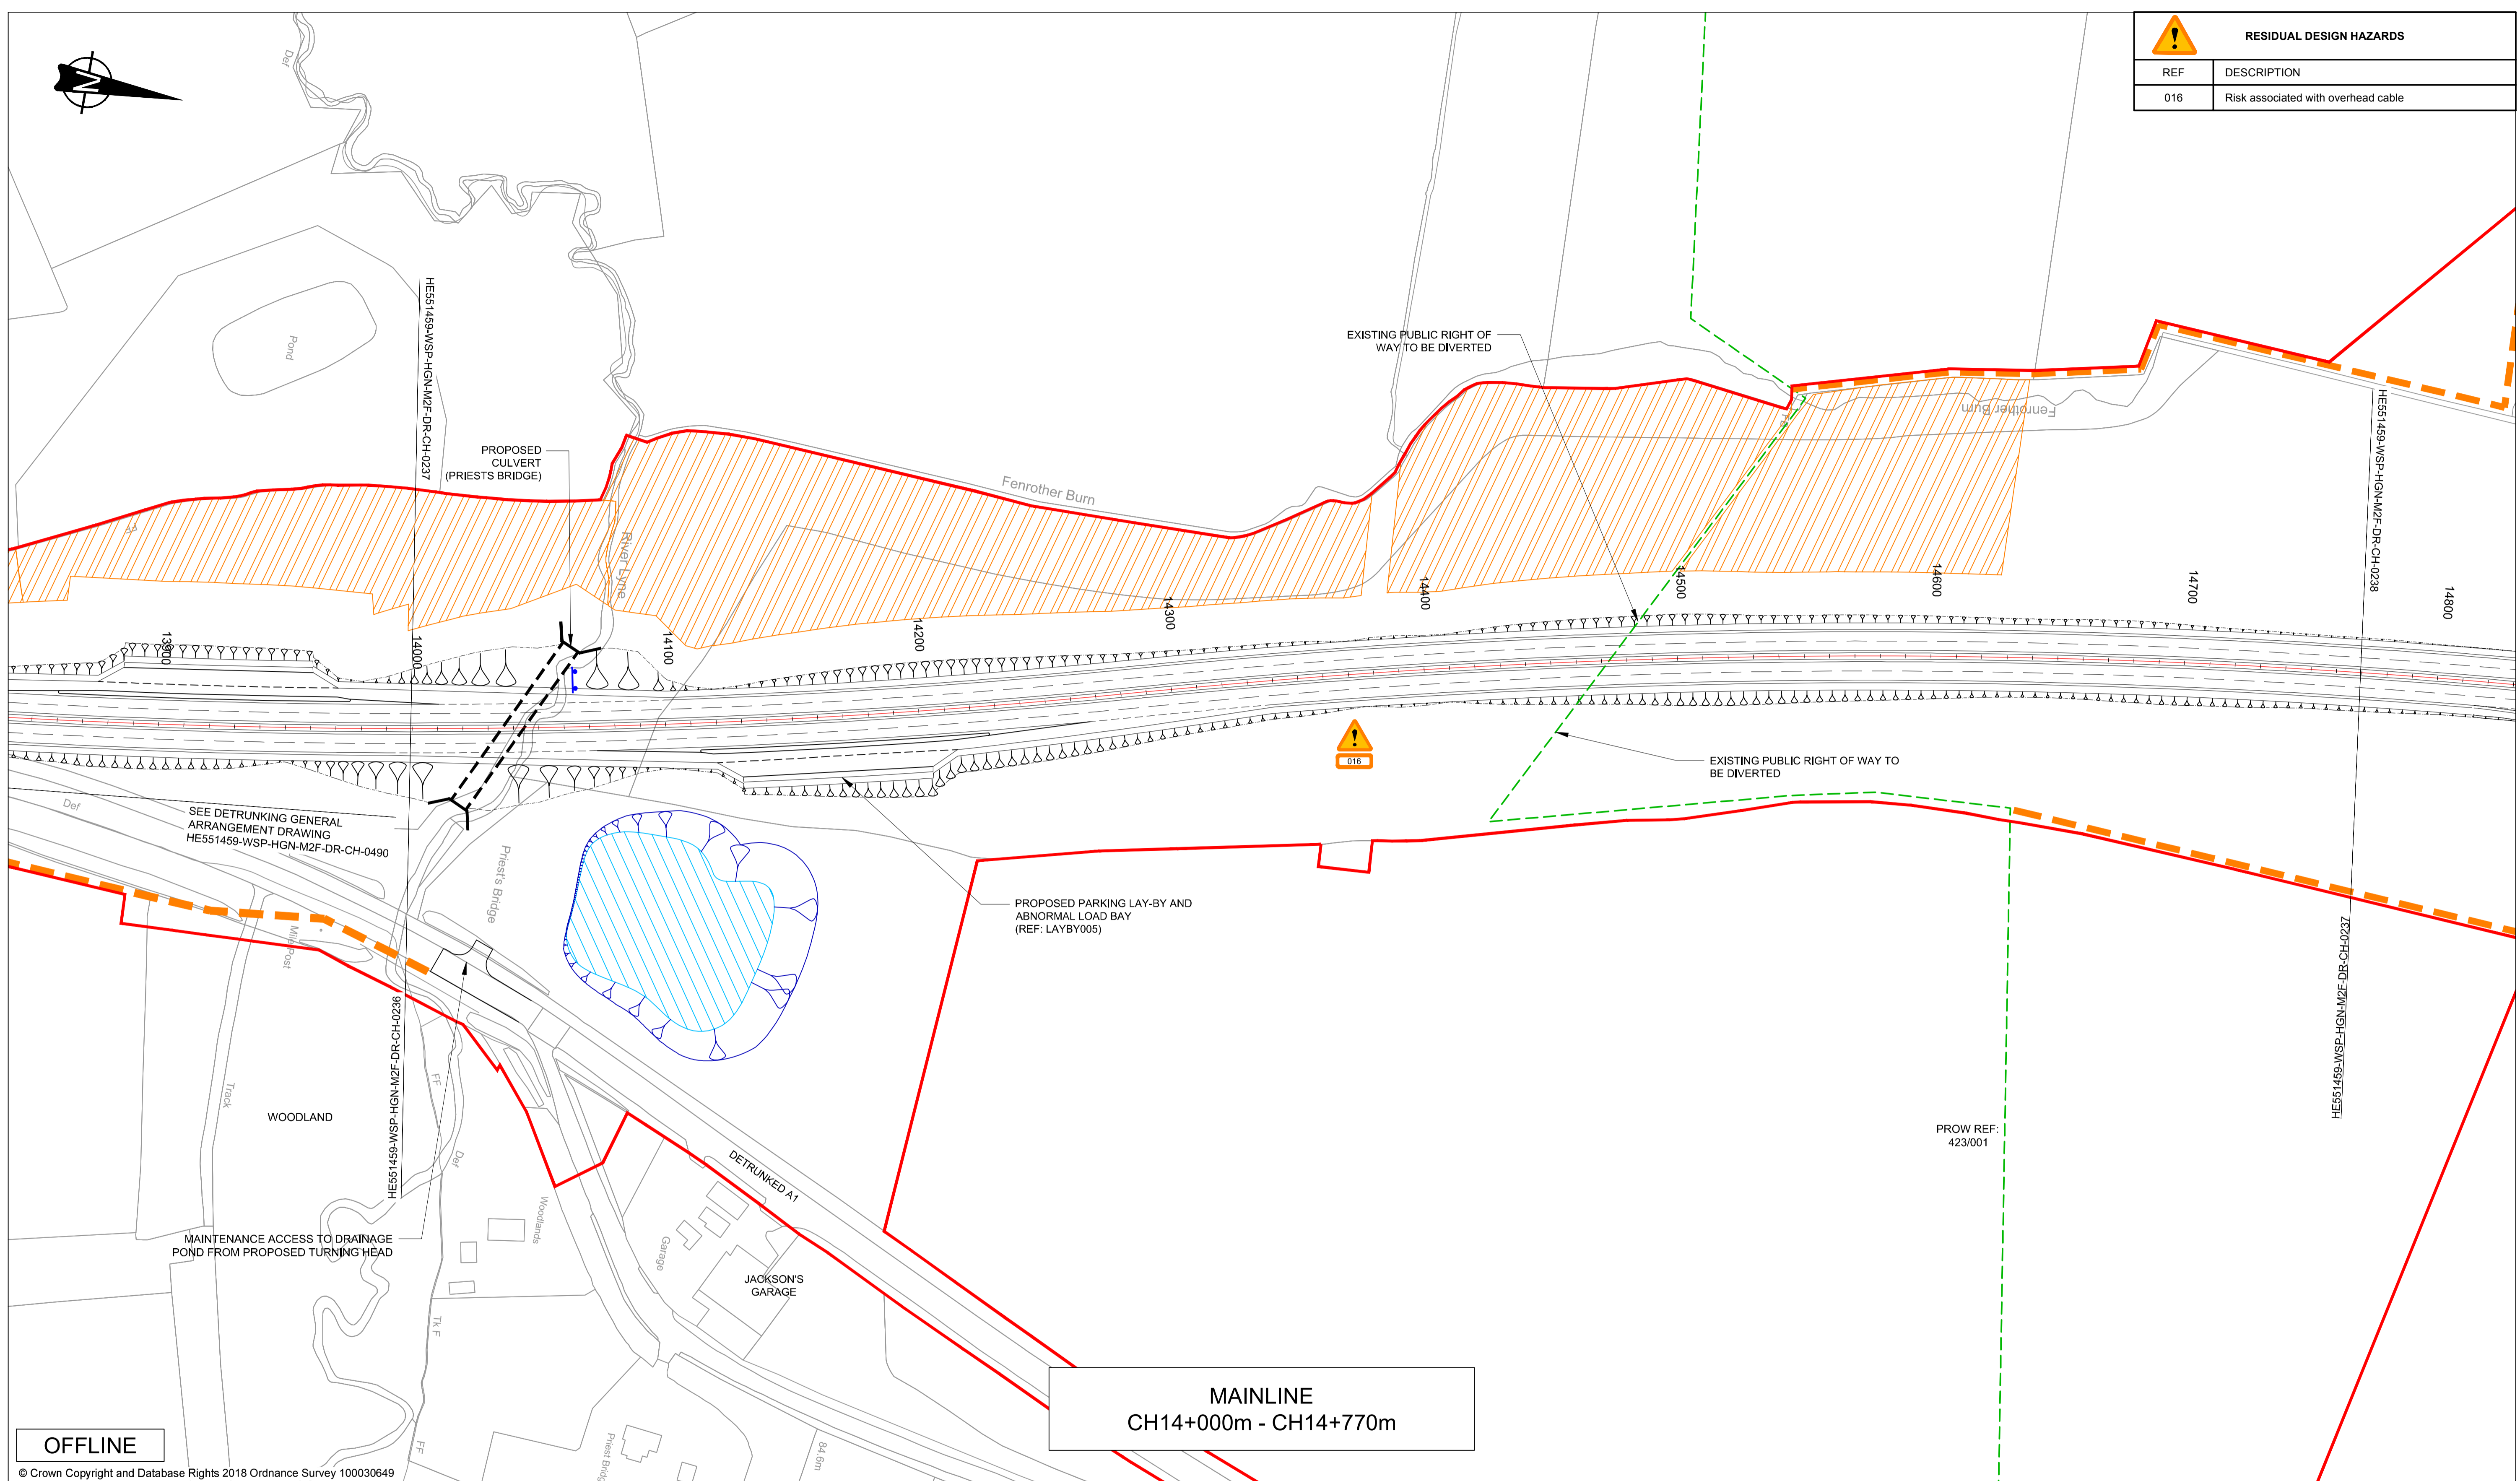 RESIDUAL DESIGN HAZARDS
REF DESCRIPTION
016 Risk associated with overhead cable
N
Def
Pond
HE551459-WSP-HGN-M2F-DR-CH-0237
PROPOSED
CULVERT
(PRIESTS BRIDGE)
River Lyne
Fenrother Burn
EXISTING PUBLIC RIGHT OF
WAY TO BE DIVERTED
Fenrother Burn
HE551459-WSP-HGN-M2F-DR-CH-0238
13900
14000
14100
14200
14300
14400
14500
14600
14700
14800
016
EXISTING PUBLIC RIGHT OF WAY TO
BE DIVERTED
Def
SEE DETRUNKING GENERAL
ARRANGEMENT DRAWING
HE551459-WSP-HGN-M2F-DR-CH-0490
Priest's Bridge
PROPOSED PARKING LAY-BY AND
ABNORMAL LOAD BAY
(REF: LAYBY005)
MilePost
HE551459-WSP-HGN-M2F-DR-CH-0236
HE551459-WSP-HGN-M2F-DR-CH-0237
Track
WOODLAND
FF
Def
PROW REF:
423/001
DETRUNKED A1
Woodlands
Garage
MAINTENANCE ACCESS TO DRAINAGE
POND FROM PROPOSED TURNING HEAD
JACKSON'S
GARAGE
Tk F
MAINLINE
CH14+000m - CH14+770m
OFFLINE
FF
84.6m
© Crown Copyright and Database Rights 2018 Ordnance Survey 100030649